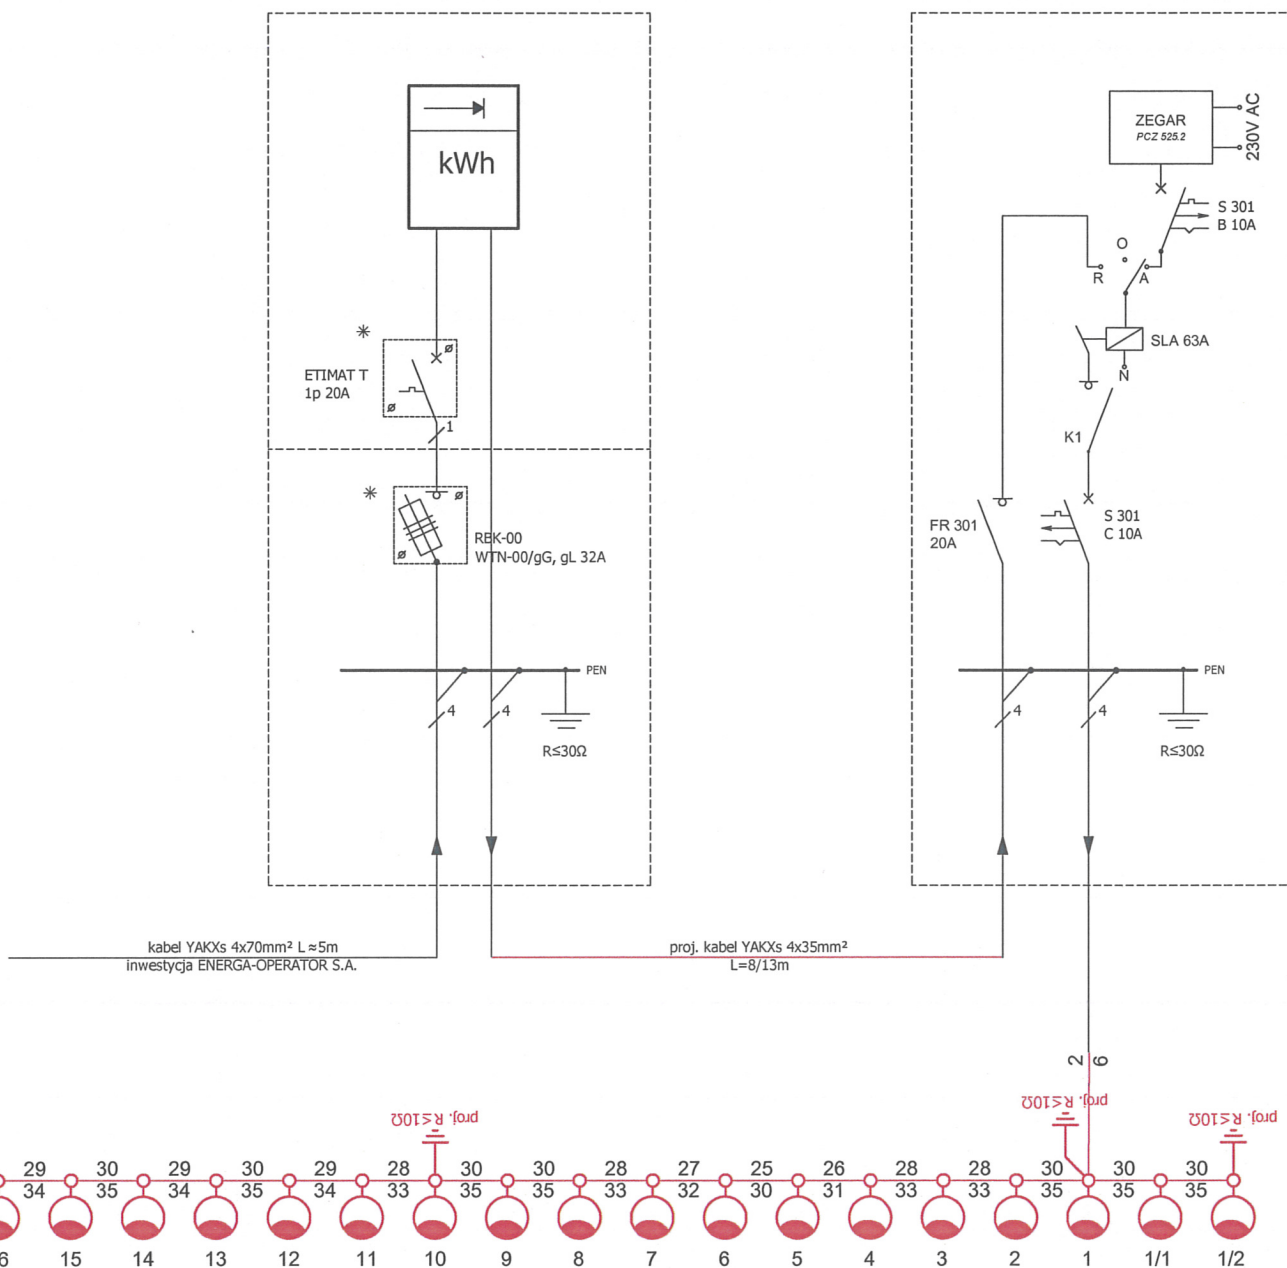 kWh
ZEGAR
PCZ 525.2
230V AC
S 301
B 10A
O
R
A
SLA 63A
N
K1
ETIMAT T
1p 20A
1
RBK-00
WTN-00/gG, gL 32A
FR 301
20A
S 301
C 10A
PEN
4
4
R≤30Ω
PEN
4
4
R≤30Ω
kabel YAKXs 4x70mm² L ≈5m
inwestycja ENERGA-OPERATOR S.A.
proj. kabel YAKXs 4x35mm²
L=8/13m
2
6
proj. R≤10Ω
proj. R≤10Ω
proj. R≤10Ω
29 30 29 30 29 28 30 30 28 27 25 26 28 28 30 30 30
34 35 34 35 34 33 35 35 33 32 30 31 33 33 35 35 35
6 15 14 13 12 11 10 9 8 7 6 5 4 3 2 1 1/1 1/2